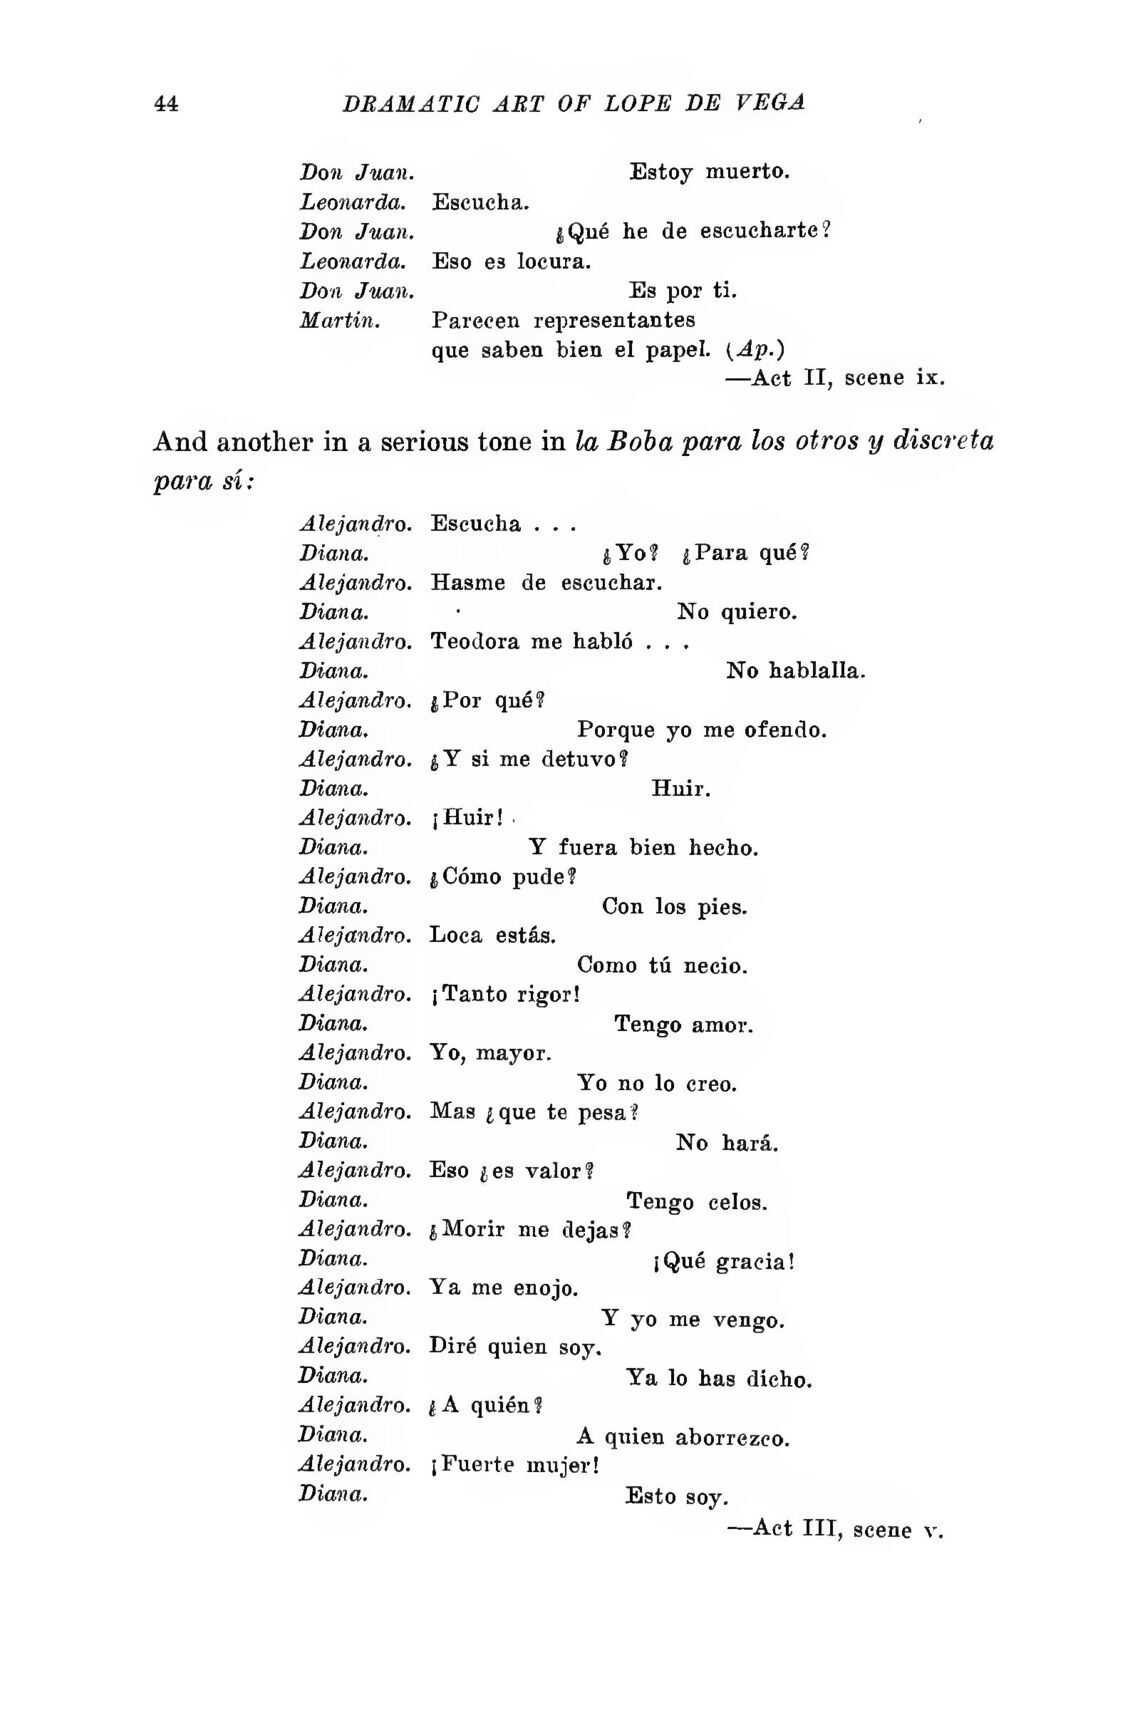 44 DRAMATIC ART OF LOPE DE VEGA
Don Juan. Estoy muerto.
Leonarda. Escucha.
Don Juan. ¿Qué he de escucharte?
Leonarda. Eso es locura.
Don Juan. Es por ti.
Martin. Parecen representantes
que saben bien el papel. (Ap.)
—Act II, scene ix.
And another in a serious tone in la Boba para los otros y discreta
para sí:
Alejandro. Escucha . . .
Diana. ¿Yo? ¿Para qué?
Alejandro. Hasme de escuchar.
Diana. No quiero.
Alejandro. Teodora me habló . . .
Diana. No hablalla.
Alejandro. ¿Por qué?
Diana. Porque yo me ofendo.
Alejandro. ¿Y si me detuvo?
Diana. Huir.
Alejandro. ¡Huir!
Diana. Y fuera bien hecho.
Alejandro. ¿Cómo pude?
Diana. Con los pies.
Alejandro. Loca estás.
Diana. Como tú necio.
Alejandro. ¡Tanto rigor!
Diana. Tengo amor.
Alejandro. Yo, mayor.
Diana. Yo no lo creo.
Alejandro. Mas ¿que te pesa?
Diana. No hará.
Alejandro. Eso ¿es valor?
Diana. Tengo celos.
Alejandro. ¿Morir me dejas?
Diana. ¡Qué gracia!
Alejandro. Ya me enojo.
Diana. Y yo me vengo.
Alejandro. Diré quien soy.
Diana. Ya lo has dicho.
Alejandro. ¿A quién?
Diana. A quien aborrezco.
Alejandro. ¡Fuerte mujer!
Diana. Esto soy.
—Act III, scene v.